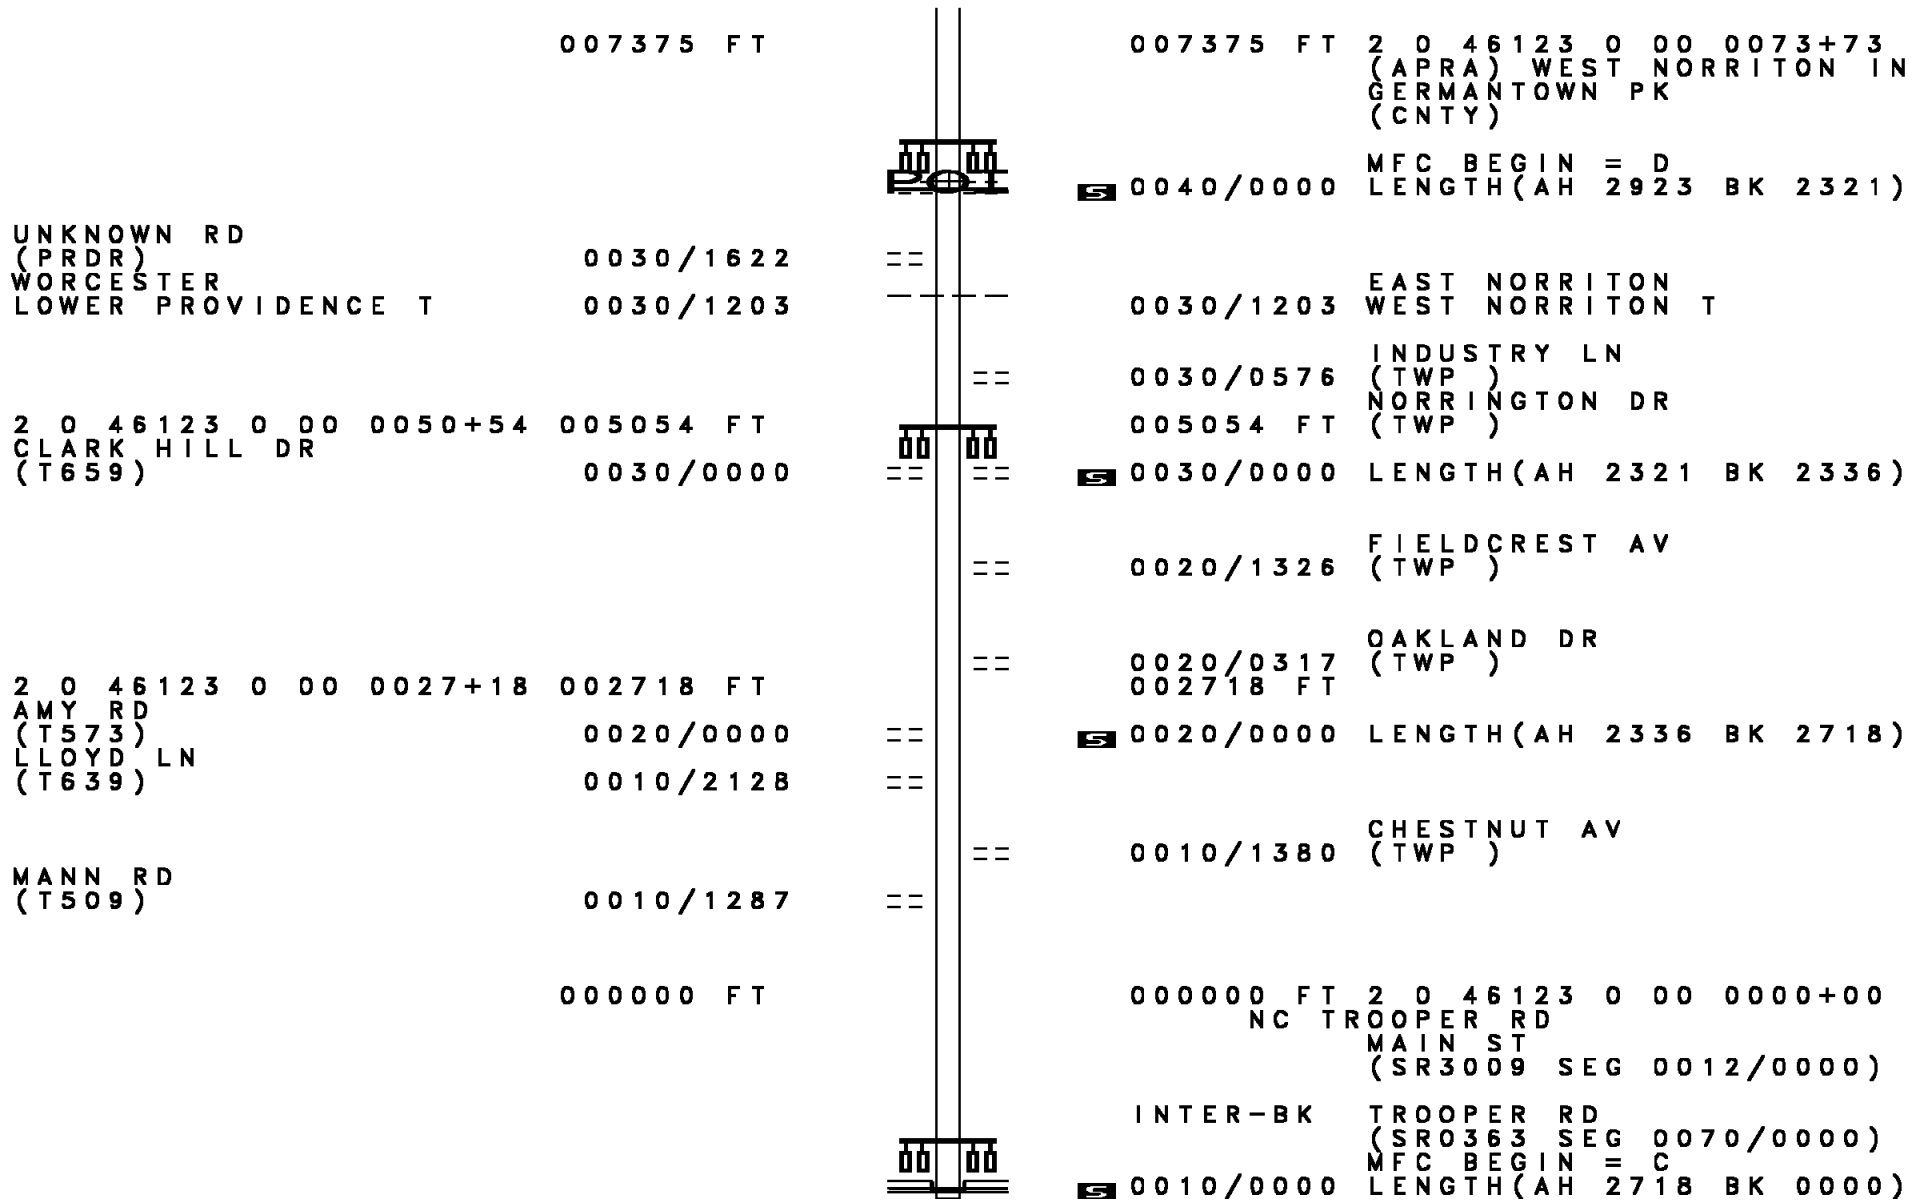 007375 FT 007375 FT 2 0 46123 0 00 0073+73
(APRA) WEST NORRITON IN
GERMANTOWN PK
(CNTY)
MFC BEGIN = D
S 0040/0000 LENGTH(AH 2923 BK 2321)
UNKNOWN RD
(PRDR) 0030/1622
WORCESTER EAST NORRITON
LOWER PROVIDENCE T 0030/1203 0030/1203 WEST NORRITON T
INDUSTRY LN
0030/0576 (TWP )
NORRINGTON DR
2 0 46123 0 00 0050+54 005054 FT 005054 FT (TWP )
CLARK HILL DR
(T659) 0030/0000 S 0030/0000 LENGTH(AH 2321 BK 2336)
FIELDCREST AV
0020/1326 (TWP )
OAKLAND DR
0020/0317 (TWP )
2 0 46123 0 00 0027+18 002718 FT 002718 FT
AMY RD
(T573) 0020/0000 S 0020/0000 LENGTH(AH 2336 BK 2718)
LLOYD LN
(T639) 0010/2128
CHESTNUT AV
0010/1380 (TWP )
MANN RD
(T509) 0010/1287
000000 FT 000000 FT 2 0 46123 0 00 0000+00
NC TROOPER RD
MAIN ST
(SR3009 SEG 0012/0000)
INTER-BK TROOPER RD
(SR0363 SEG 0070/0000)
MFC BEGIN = C
S 0010/0000 LENGTH(AH 2718 BK 0000)